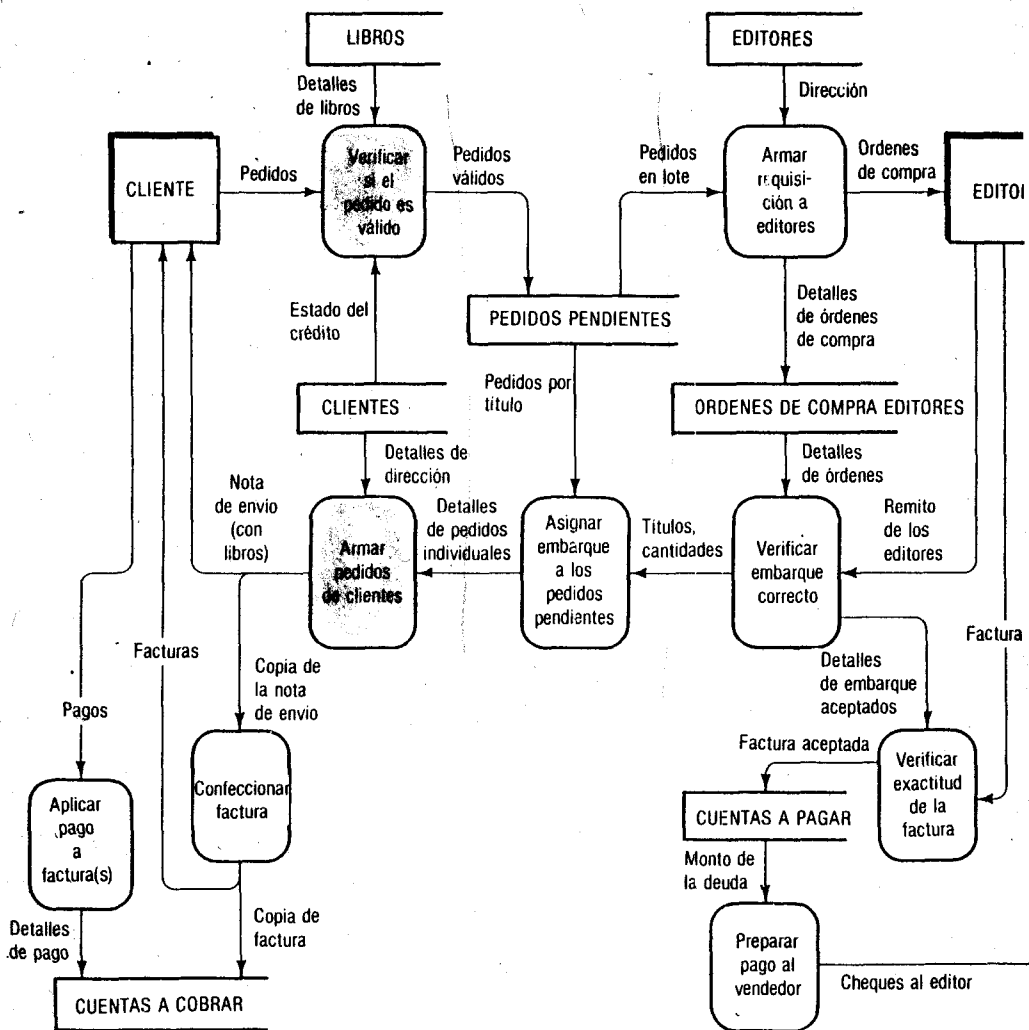 LIBROS
EDITORES
Detalles
de libros
Dirección
CLIENTE
Pedidos
Verificar
si el
pedido es
válido
Pedidos
válidos
Pedidos
en lote
Armar
requisi-
ción a
editores
Ordenes
de compra
EDITOR
Estado del
crédito
PEDIDOS PENDIENTES
Detalles
de órdenes
de compra
CLIENTES
Pedidos por
título
ORDENES DE COMPRA EDITORES
Detalles de
dirección
Detalles
de órdenes
Nota
de envío
(con
libros)
Armar
pedidos
de clientes
Detalles
de pedidos
individuales
Asignar
embarque
a los
pedidos
pendientes
Títulos,
cantidades
Verificar
embarque
correcto
Remito
de los
editores
Facturas
Copia de
la nota
de envio
Detalles
de embarque
aceptados
Factura
Pagos
Factura aceptada
Aplicar
pago
a
factura(s)
Confeccionar
factura
CUENTAS A PAGAR
Verificar
exactitud
de la
factura
Monto de
la deuda
Detalles
de pago
Copia de
factura
Preparar
pago al
vendedor
Cheques al editor
CUENTAS A COBRAR